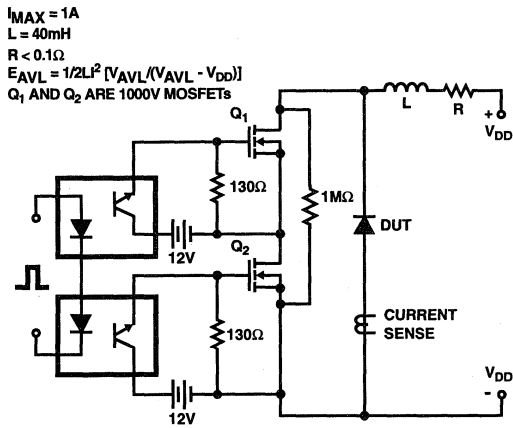 IMAX = 1A
L = 40mH
R < 0.1Ω
EAVL = 1/2LI² [VAVL/(VAVL - VDD)]
Q1 AND Q2 ARE 1000V MOSFETs
Q1
L
R
+
VDD
130Ω
1MΩ
DUT
12V
Q2
130Ω
CURRENT
SENSE
VDD
-
12V